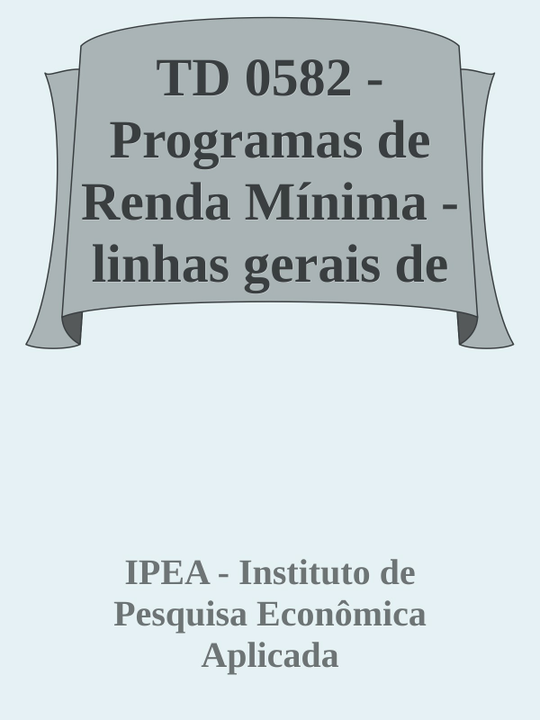 TD 0582 -
Programas de
Renda Mínima -
linhas gerais de
IPEA - Instituto de
Pesquisa Econômica
Aplicada